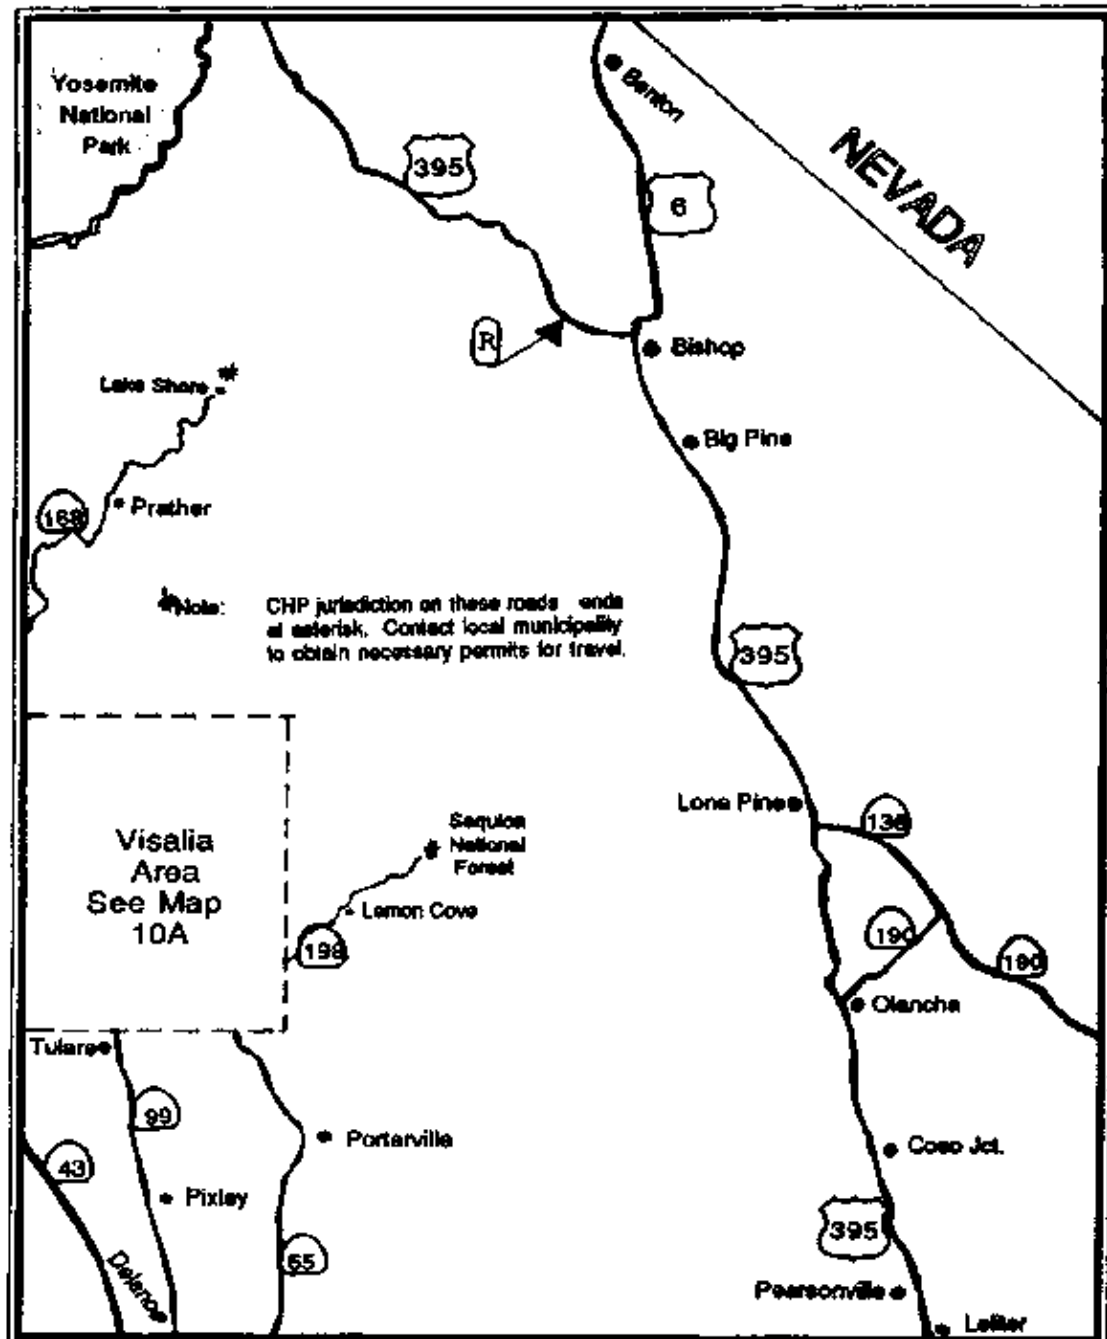 Yosemite
National
Park
395
Benton
6
NEVADA
R
Bishop
Lake Shore *
Big Pine
168
Prather
*Note: CHP jurisdiction on these roads ends
at asterisk. Contact local municipality
to obtain necessary permits for travel.
395
Visalia
Area
See Map
10A
Lone Pine
136
Sequioa
National
Forest
*
Lemon Cove
198
190
190
Olancha
Tulare
99
43
Porterville
Coso Jct.
Pixley
395
65
Delano
Pearsonville